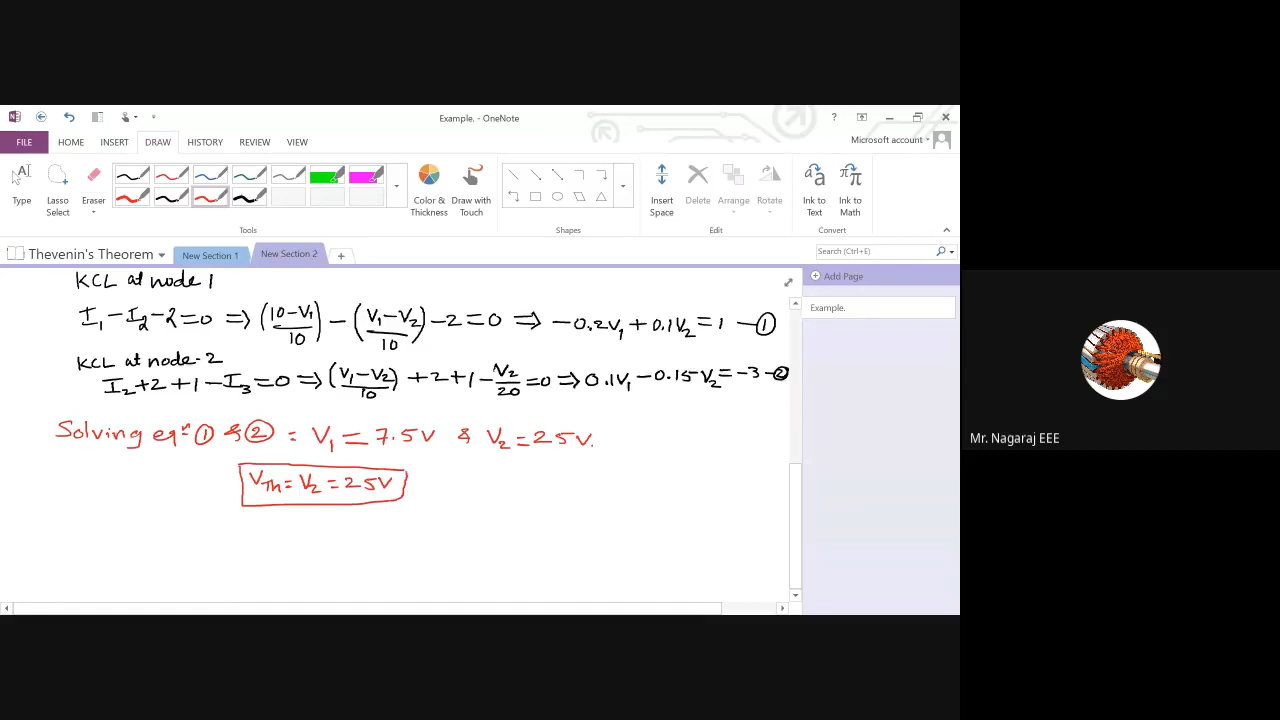 Example. - OneNote
?
FILE HOME INSERT DRAW HISTORY REVIEW VIEW
Microsoft account
Type Lasso Select Eraser Color & Thickness Draw with Touch Insert Space Delete Arrange Rotate Ink to Text Ink to Math
Tools Shapes Edit Convert
Thevenin's Theorem New Section 1 New Section 2 + Search (Ctrl+E)
Add Page
Example.
KCL at node 1
I₁ - I₂ - 2 = 0 ⇒ ((10-V₁)/10) - ((V₁-V₂)/10) - 2 = 0 ⇒ -0.2V₁ + 0.1V₂ = 1 - ①
KCL at node-2
I₂ + 2 + 1 - I₃ = 0 ⇒ ((V₁-V₂)/10) + 2 + 1 - V₂/20 = 0 ⇒ 0.1V₁ - 0.15V₂ = -3 - ②
Solving eqⁿ ① & ② = V₁ = 7.5V & V₂ = 25V.
V_Th = V₂ = 25V
Mr. Nagaraj EEE